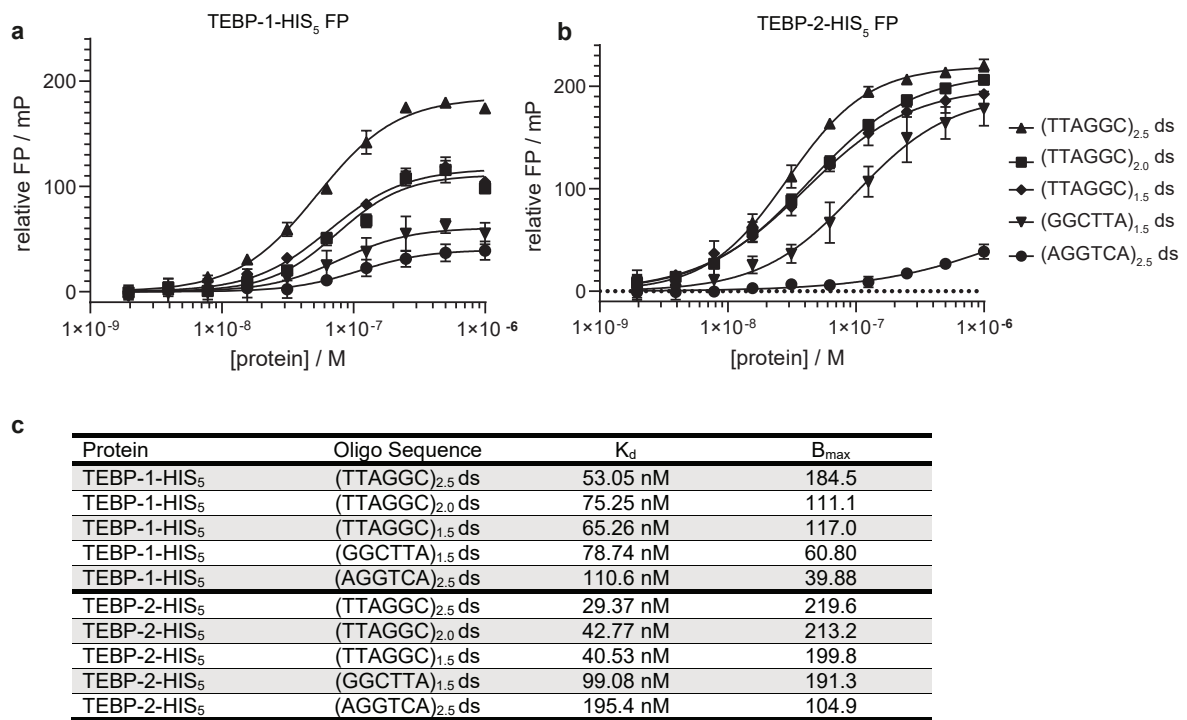 a
TEBP-1-HIS₅ FP
relative FP / mP
200
100
0
1×10⁻⁹
1×10⁻⁸
1×10⁻⁷
1×10⁻⁶
[protein] / M
b
TEBP-2-HIS₅ FP
relative FP / mP
200
100
0
1×10⁻⁹
1×10⁻⁸
1×10⁻⁷
1×10⁻⁶
[protein] / M
(TTAGGC)₂.₅ ds
(TTAGGC)₂.₀ ds
(TTAGGC)₁.₅ ds
(GGCTTA)₁.₅ ds
(AGGTCA)₂.₅ ds
c
Protein Oligo Sequence K_d B_max
TEBP-1-HIS₅ (TTAGGC)₂.₅ ds 53.05 nM 184.5
TEBP-1-HIS₅ (TTAGGC)₂.₀ ds 75.25 nM 111.1
TEBP-1-HIS₅ (TTAGGC)₁.₅ ds 65.26 nM 117.0
TEBP-1-HIS₅ (GGCTTA)₁.₅ ds 78.74 nM 60.80
TEBP-1-HIS₅ (AGGTCA)₂.₅ ds 110.6 nM 39.88
TEBP-2-HIS₅ (TTAGGC)₂.₅ ds 29.37 nM 219.6
TEBP-2-HIS₅ (TTAGGC)₂.₀ ds 42.77 nM 213.2
TEBP-2-HIS₅ (TTAGGC)₁.₅ ds 40.53 nM 199.8
TEBP-2-HIS₅ (GGCTTA)₁.₅ ds 99.08 nM 191.3
TEBP-2-HIS₅ (AGGTCA)₂.₅ ds 195.4 nM 104.9